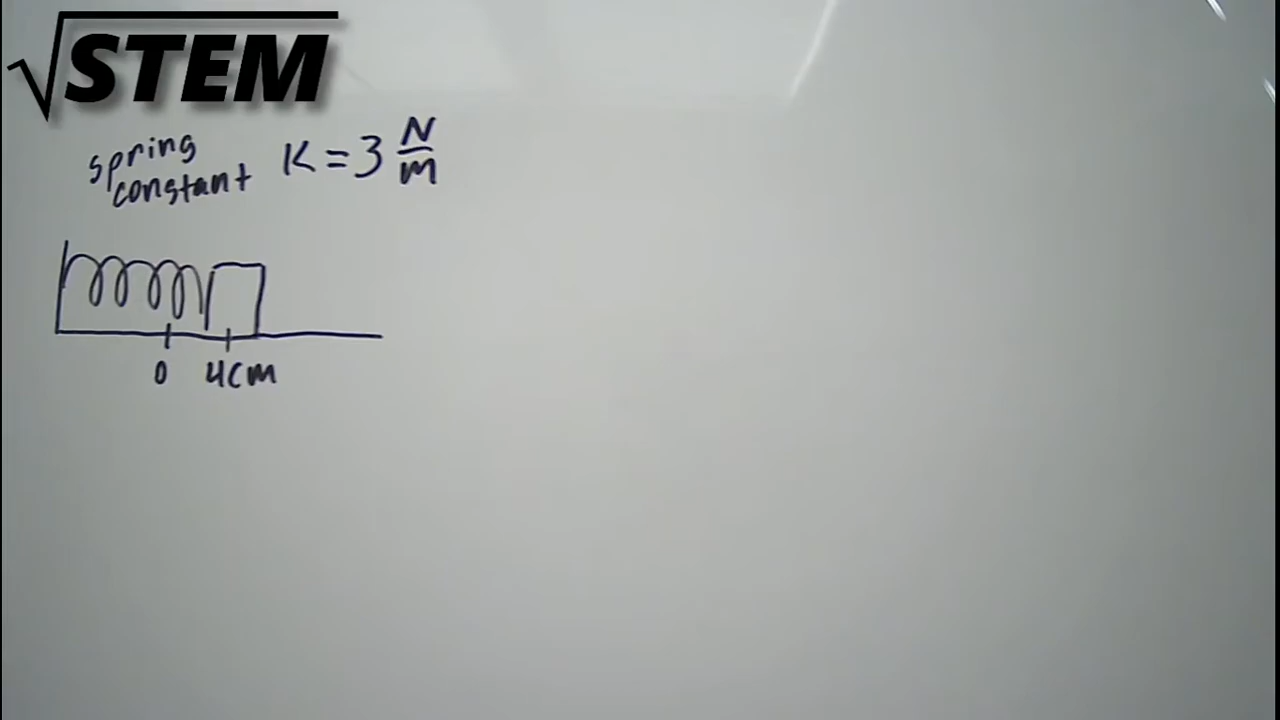 √STEM
spring
constant K = 3 N/m
0 4cm